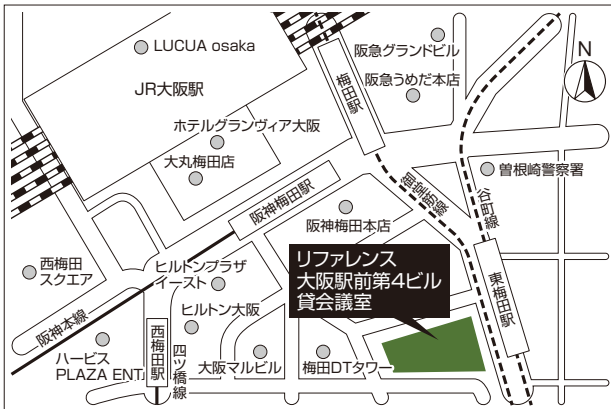 LUCUA osaka
JR大阪駅
阪急グランドビル
阪急うめだ本店
N
梅田駅
ホテルグランヴィア大阪
大丸梅田店
御堂筋線
曽根崎警察署
谷町線
阪神梅田駅
阪神梅田本店
西梅田
スクエア
ヒルトンプラザ
イースト
リファレンス
大阪駅前第4ビル
貸会議室
東梅田駅
阪神本線
ヒルトン大阪
西梅田駅
四ツ橋線
ハービス
PLAZA ENT
大阪マルビル
梅田DTタワー